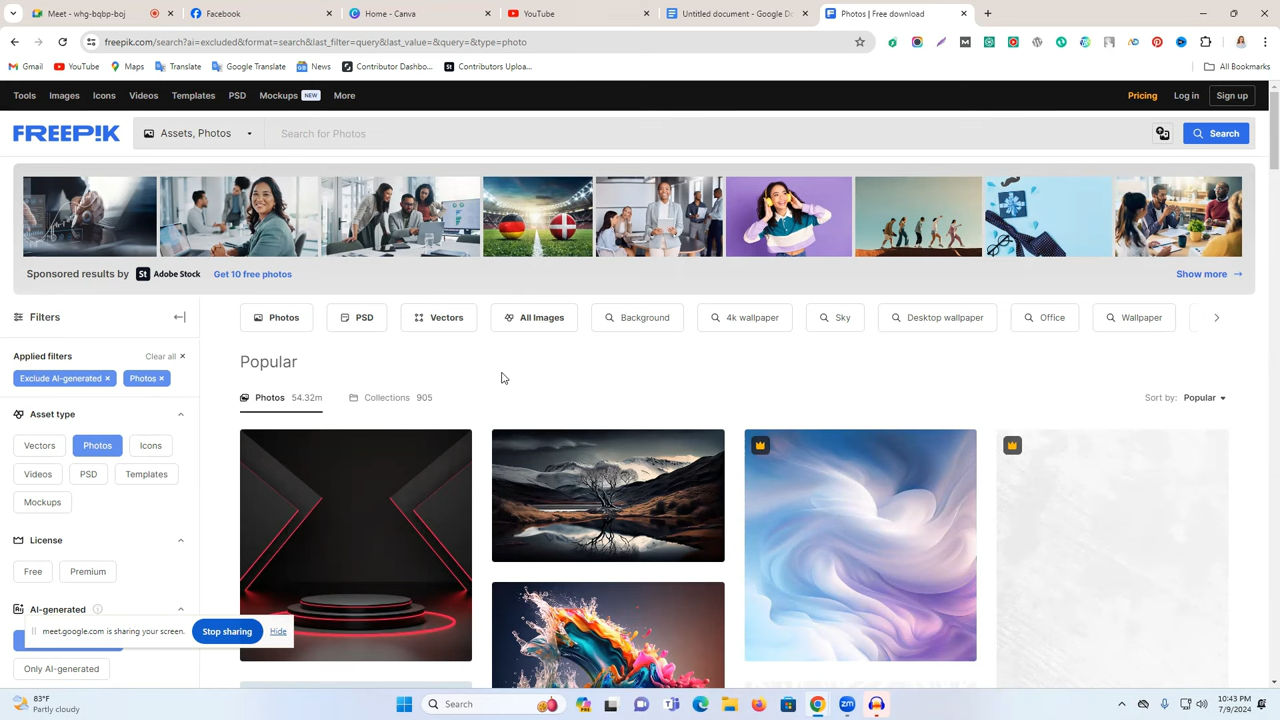 Meet - whg-bqbp-boj
Facebook
Home - Canva
YouTube
Untitled document - Google Do
Photos | Free download
freepik.com/search?ai=excluded&format=search&last_filter=query&last_value=&query=&type=photo
Gmail
YouTube
Maps
Translate
Google Translate
News
Contributor Dashbo...
Contributors Uploa...
All Bookmarks
Tools
Images
Icons
Videos
Templates
PSD
Mockups NEW
More
Pricing
Log in
Sign up
FREEP!K
Assets, Photos
Search for Photos
Search
Sponsored results by St Adobe Stock
Get 10 free photos
Show more →
Filters
Photos
PSD
Vectors
All Images
Background
4k wallpaper
Sky
Desktop wallpaper
Office
Wallpaper
Applied filters
Clear all ×
Popular
Exclude AI-generated ×
Photos ×
Photos 54.32m
Collections 905
Sort by: Popular
Asset type
Vectors
Photos
Icons
Videos
PSD
Templates
Mockups
License
Free
Premium
AI-generated
meet.google.com is sharing your screen.
Stop sharing
Hide
Only AI-generated
83°F
Partly cloudy
Search
10:43 PM
7/9/2024